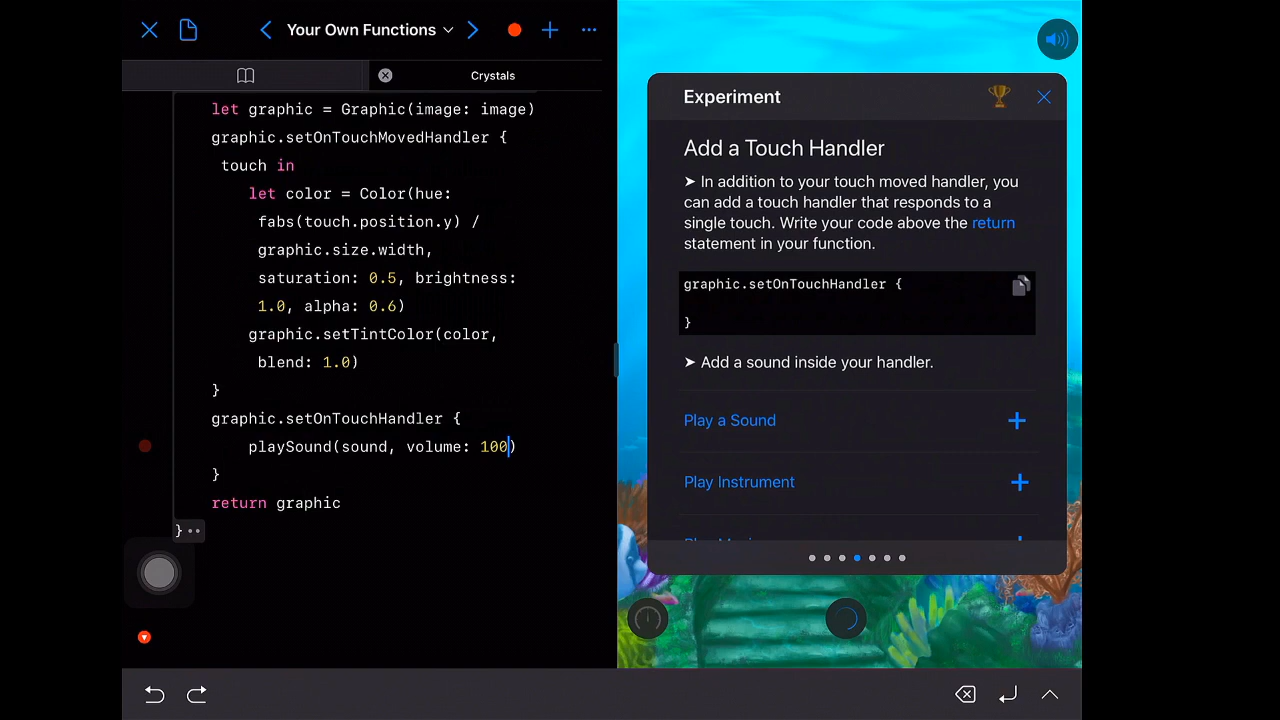 Your Own Functions
Crystals
let graphic = Graphic(image: image)
graphic.setOnTouchMovedHandler {
touch in
let color = Color(hue:
fabs(touch.position.y) /
graphic.size.width,
saturation: 0.5, brightness:
1.0, alpha: 0.6)
graphic.setTintColor(color,
blend: 1.0)
}
graphic.setOnTouchHandler {
playSound(sound, volume: 100)
}
return graphic
}
Experiment
Add a Touch Handler
➤ In addition to your touch moved handler, you
can add a touch handler that responds to a
single touch. Write your code above the return
statement in your function.
graphic.setOnTouchHandler {
}
➤ Add a sound inside your handler.
Play a Sound
Play Instrument